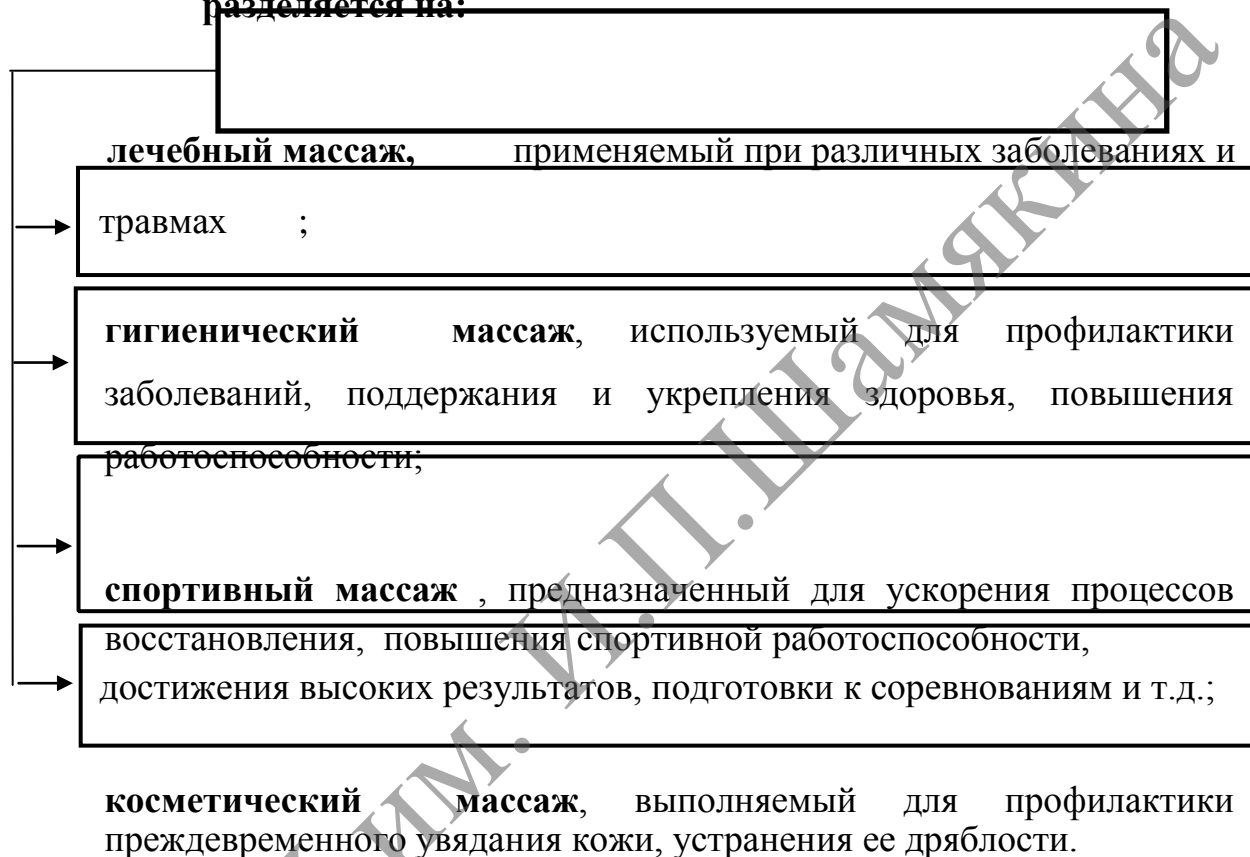 разделяется на:
лечебный массаж, применяемый при различных заболеваниях и
травмах ;
гигиенический массаж, используемый для профилактики
заболеваний, поддержания и укрепления здоровья, повышения
работоспособности;
спортивный массаж , предназначенный для ускорения процессов
восстановления, повышения спортивной работоспособности,
достижения высоких результатов, подготовки к соревнованиям и т.д.;
косметический массаж, выполняемый для профилактики
преждевременного увядания кожи, устранения ее дряблости.
им. И.П.Шамякина